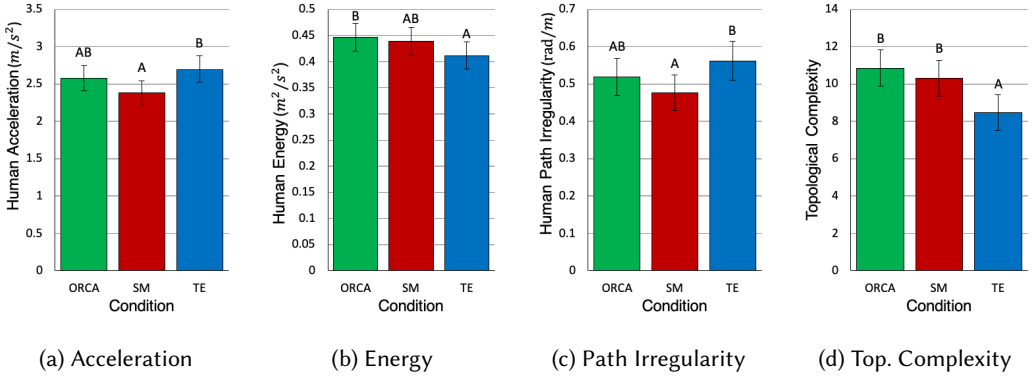 Human Acceleration (m/s²)
3.5
3
2.5
2
1.5
1
0.5
0
AB
A
B
ORCA SM TE
Condition
(a) Acceleration
Human Energy (m²/s²)
0.5
0.45
0.4
0.35
0.3
0.25
0.2
0.15
0.1
0.05
0
B
AB
A
ORCA SM TE
Condition
(b) Energy
Human Path Irregularity (rad/m)
0.7
0.6
0.5
0.4
0.3
0.2
0.1
0
AB
A
B
ORCA SM TE
Condition
(c) Path Irregularity
Topological Complexity
14
12
10
8
6
4
2
0
B
B
A
ORCA SM TE
Condition
(d) Top. Complexity